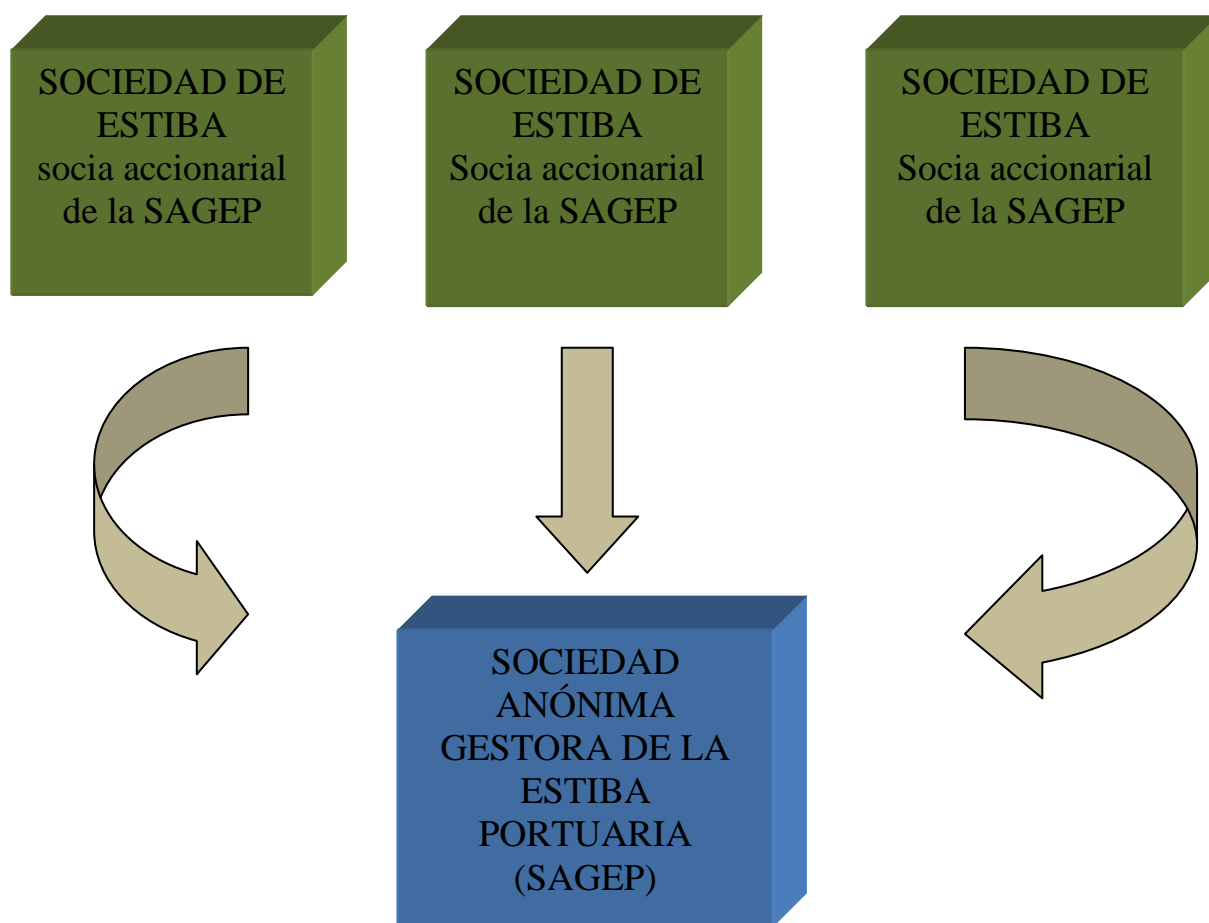 SOCIEDAD DE
ESTIBA
socia accionarial
de la SAGEP
SOCIEDAD DE
ESTIBA
Socia accionarial
de la SAGEP
SOCIEDAD DE
ESTIBA
Socia accionarial
de la SAGEP
SOCIEDAD
ANÓNIMA
GESTORA DE LA
ESTIBA
PORTUARIA
(SAGEP)